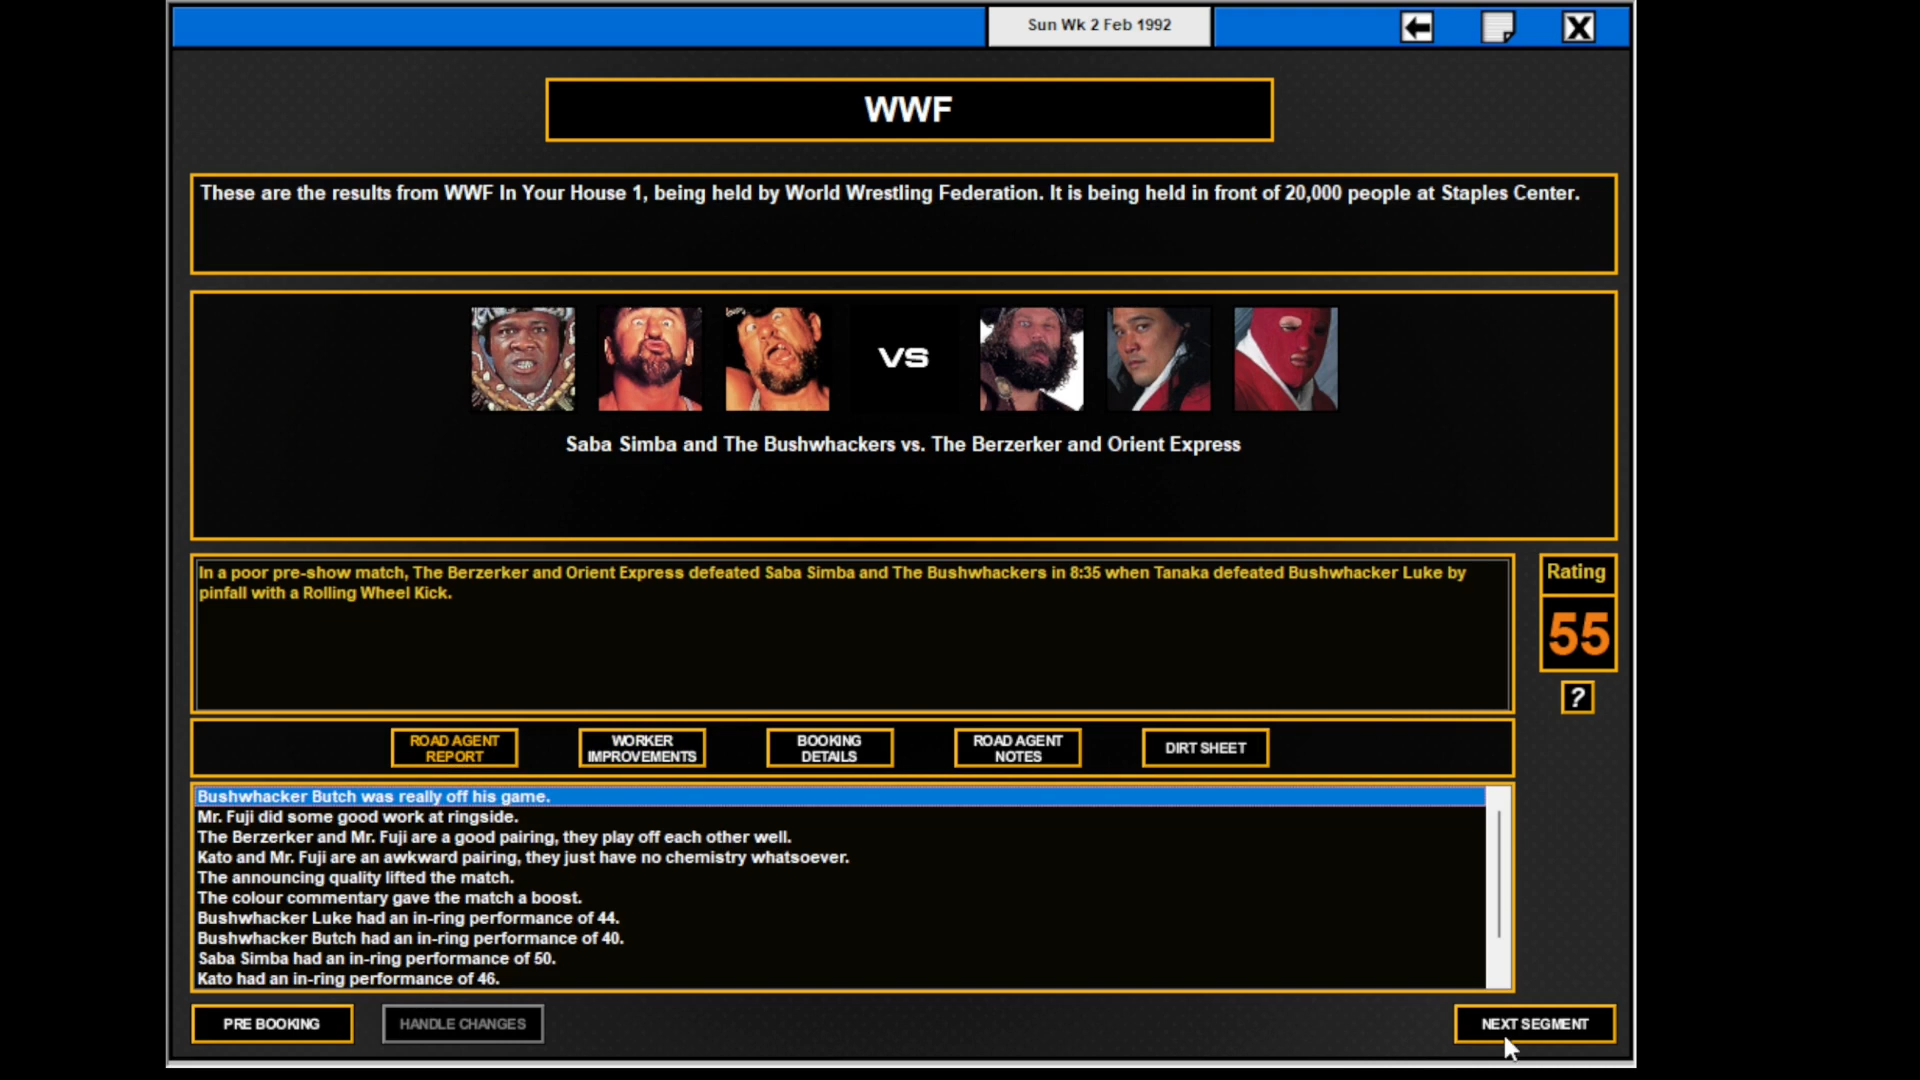 Sun Wk 2 Feb 1992
WWF
These are the results from WWF In Your House 1, being held by World Wrestling Federation. It is being held in front of 20,000 people at Staples Center.
VS
Saba Simba and The Bushwhackers vs. The Berzerker and Orient Express
In a poor pre-show match, The Berzerker and Orient Express defeated Saba Simba and The Bushwhackers in 8:35 when Tanaka defeated Bushwhacker Luke by
pinfall with a Rolling Wheel Kick.
Rating
55
?
ROAD AGENT
REPORT
WORKER
IMPROVEMENTS
BOOKING
DETAILS
ROAD AGENT
NOTES
DIRT SHEET
Bushwhacker Butch was really off his game.
Mr. Fuji did some good work at ringside.
The Berzerker and Mr. Fuji are a good pairing, they play off each other well.
Kato and Mr. Fuji are an awkward pairing, they just have no chemistry whatsoever.
The announcing quality lifted the match.
The colour commentary gave the match a boost.
Bushwhacker Luke had an in-ring performance of 44.
Bushwhacker Butch had an in-ring performance of 40.
Saba Simba had an in-ring performance of 50.
Kato had an in-ring performance of 46.
PRE BOOKING
HANDLE CHANGES
NEXT SEGMENT